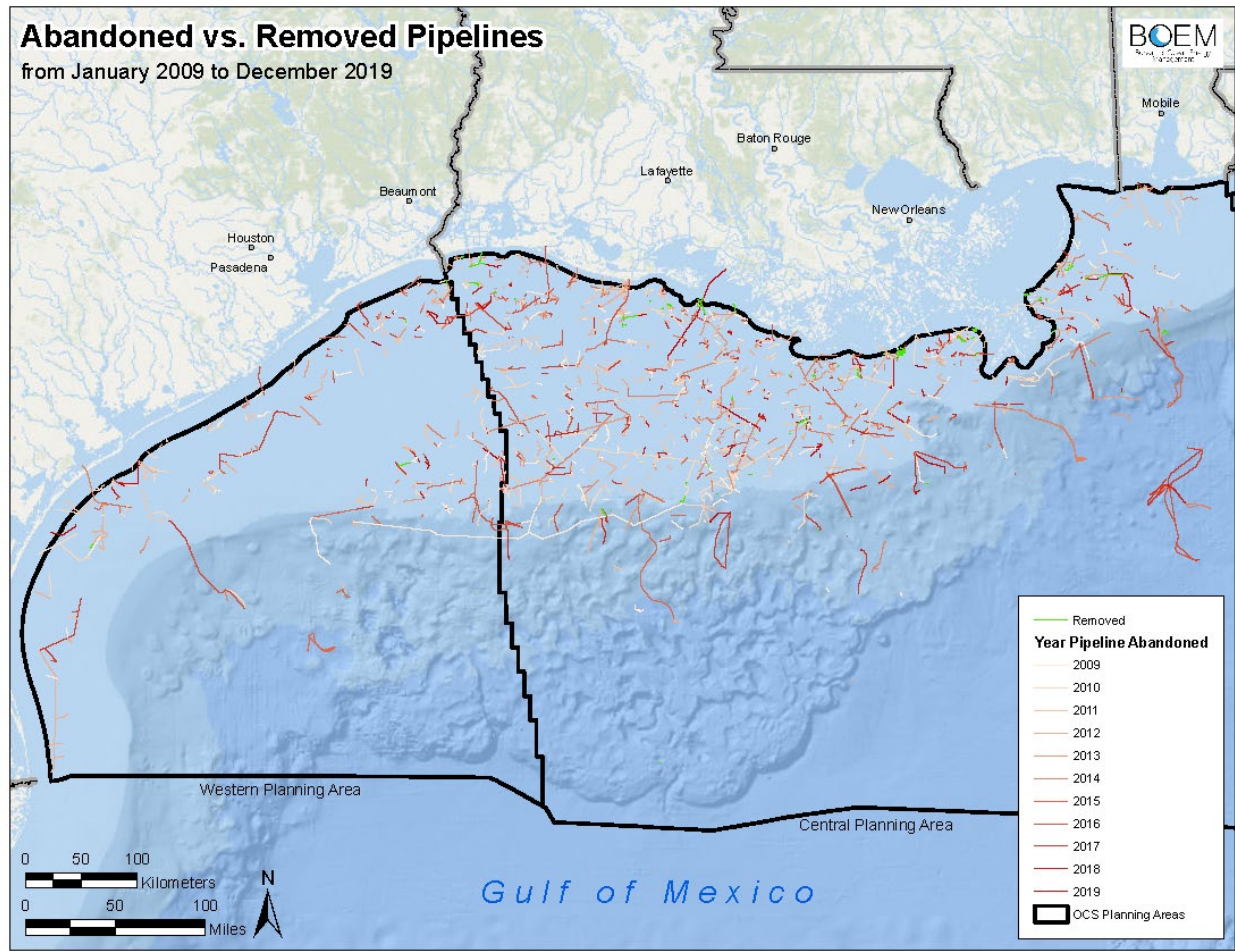 Abandoned vs. Removed Pipelines
from January 2009 to December 2019
BOEM
Mobile
Baton Rouge
Lafayette
Beaumont
New Orleans
Houston
Pasadena
Removed
Year Pipeline Abandoned
2009
2010
2011
2012
2013
2014
2015
2016
2017
2018
2019
OCS Planning Areas
Western Planning Area
Central Planning Area
0 50 100
Kilometers
0 50 100
Miles
N
Gulf of Mexico